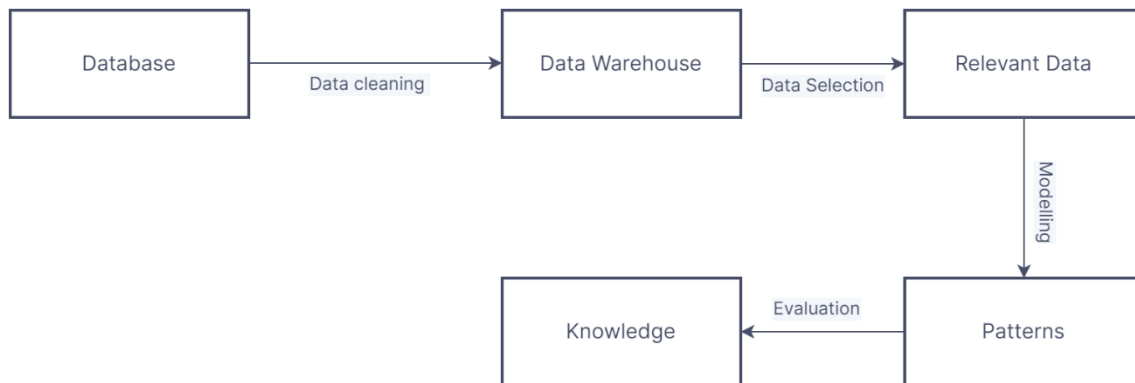 Database
Data cleaning
Data Warehouse
Data Selection
Relevant Data
Modelling
Patterns
Evaluation
Knowledge